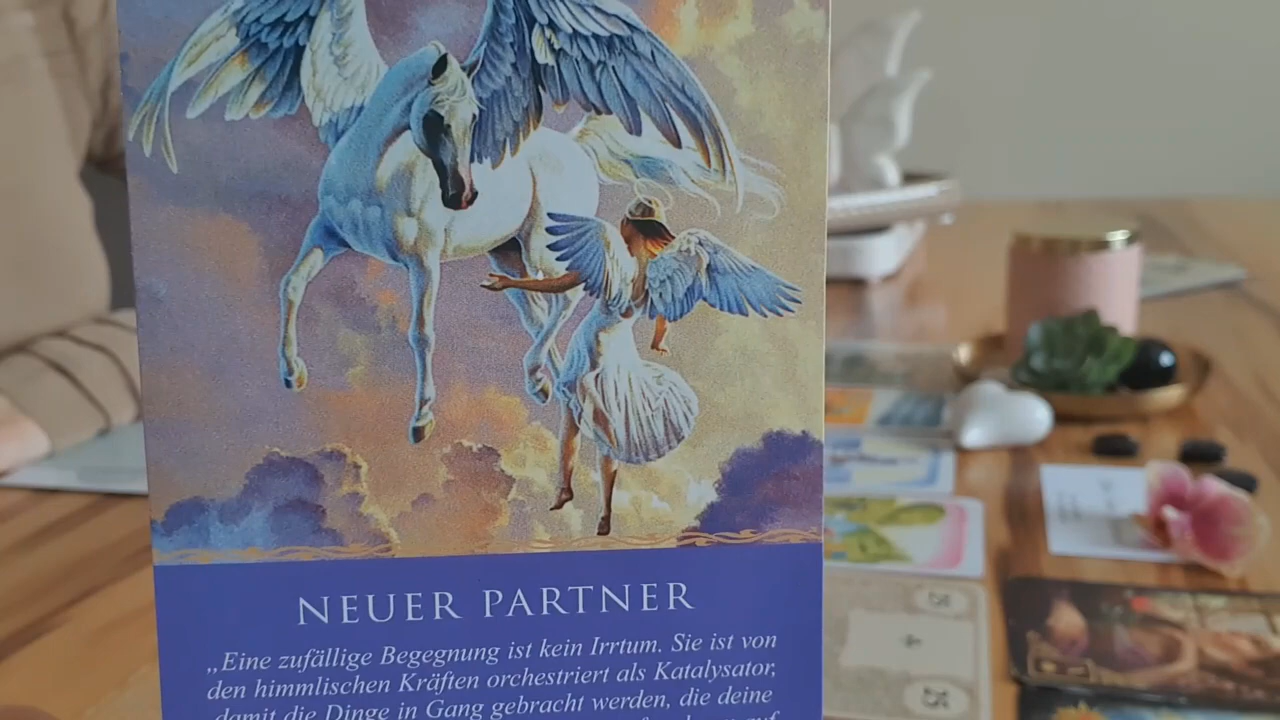 NEUER PARTNER
„Eine zufällige Begegnung ist kein Irrtum. Sie ist von
den himmlischen Kräften orchestriert als Katalysator,
damit die Dinge in Gang gebracht werden, die deine
auf